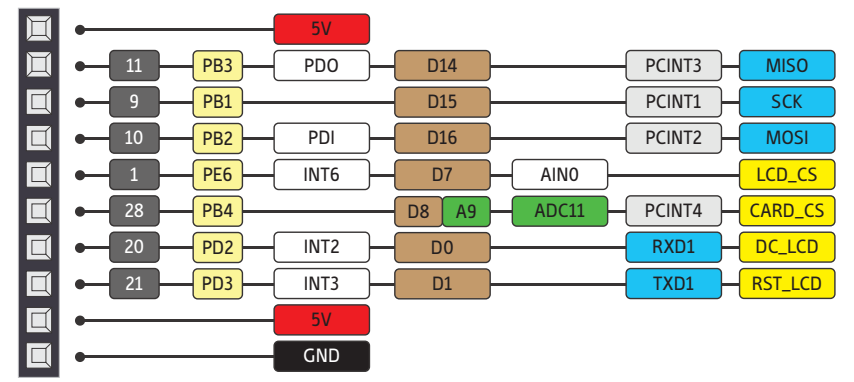 5V
11 PB3 PDO D14 PCINT3 MISO
9 PB1 D15 PCINT1 SCK
10 PB2 PDI D16 PCINT2 MOSI
1 PE6 INT6 D7 AIN0 LCD_CS
28 PB4 D8 A9 ADC11 PCINT4 CARD_CS
20 PD2 INT2 D0 RXD1 DC_LCD
21 PD3 INT3 D1 TXD1 RST_LCD
5V
GND